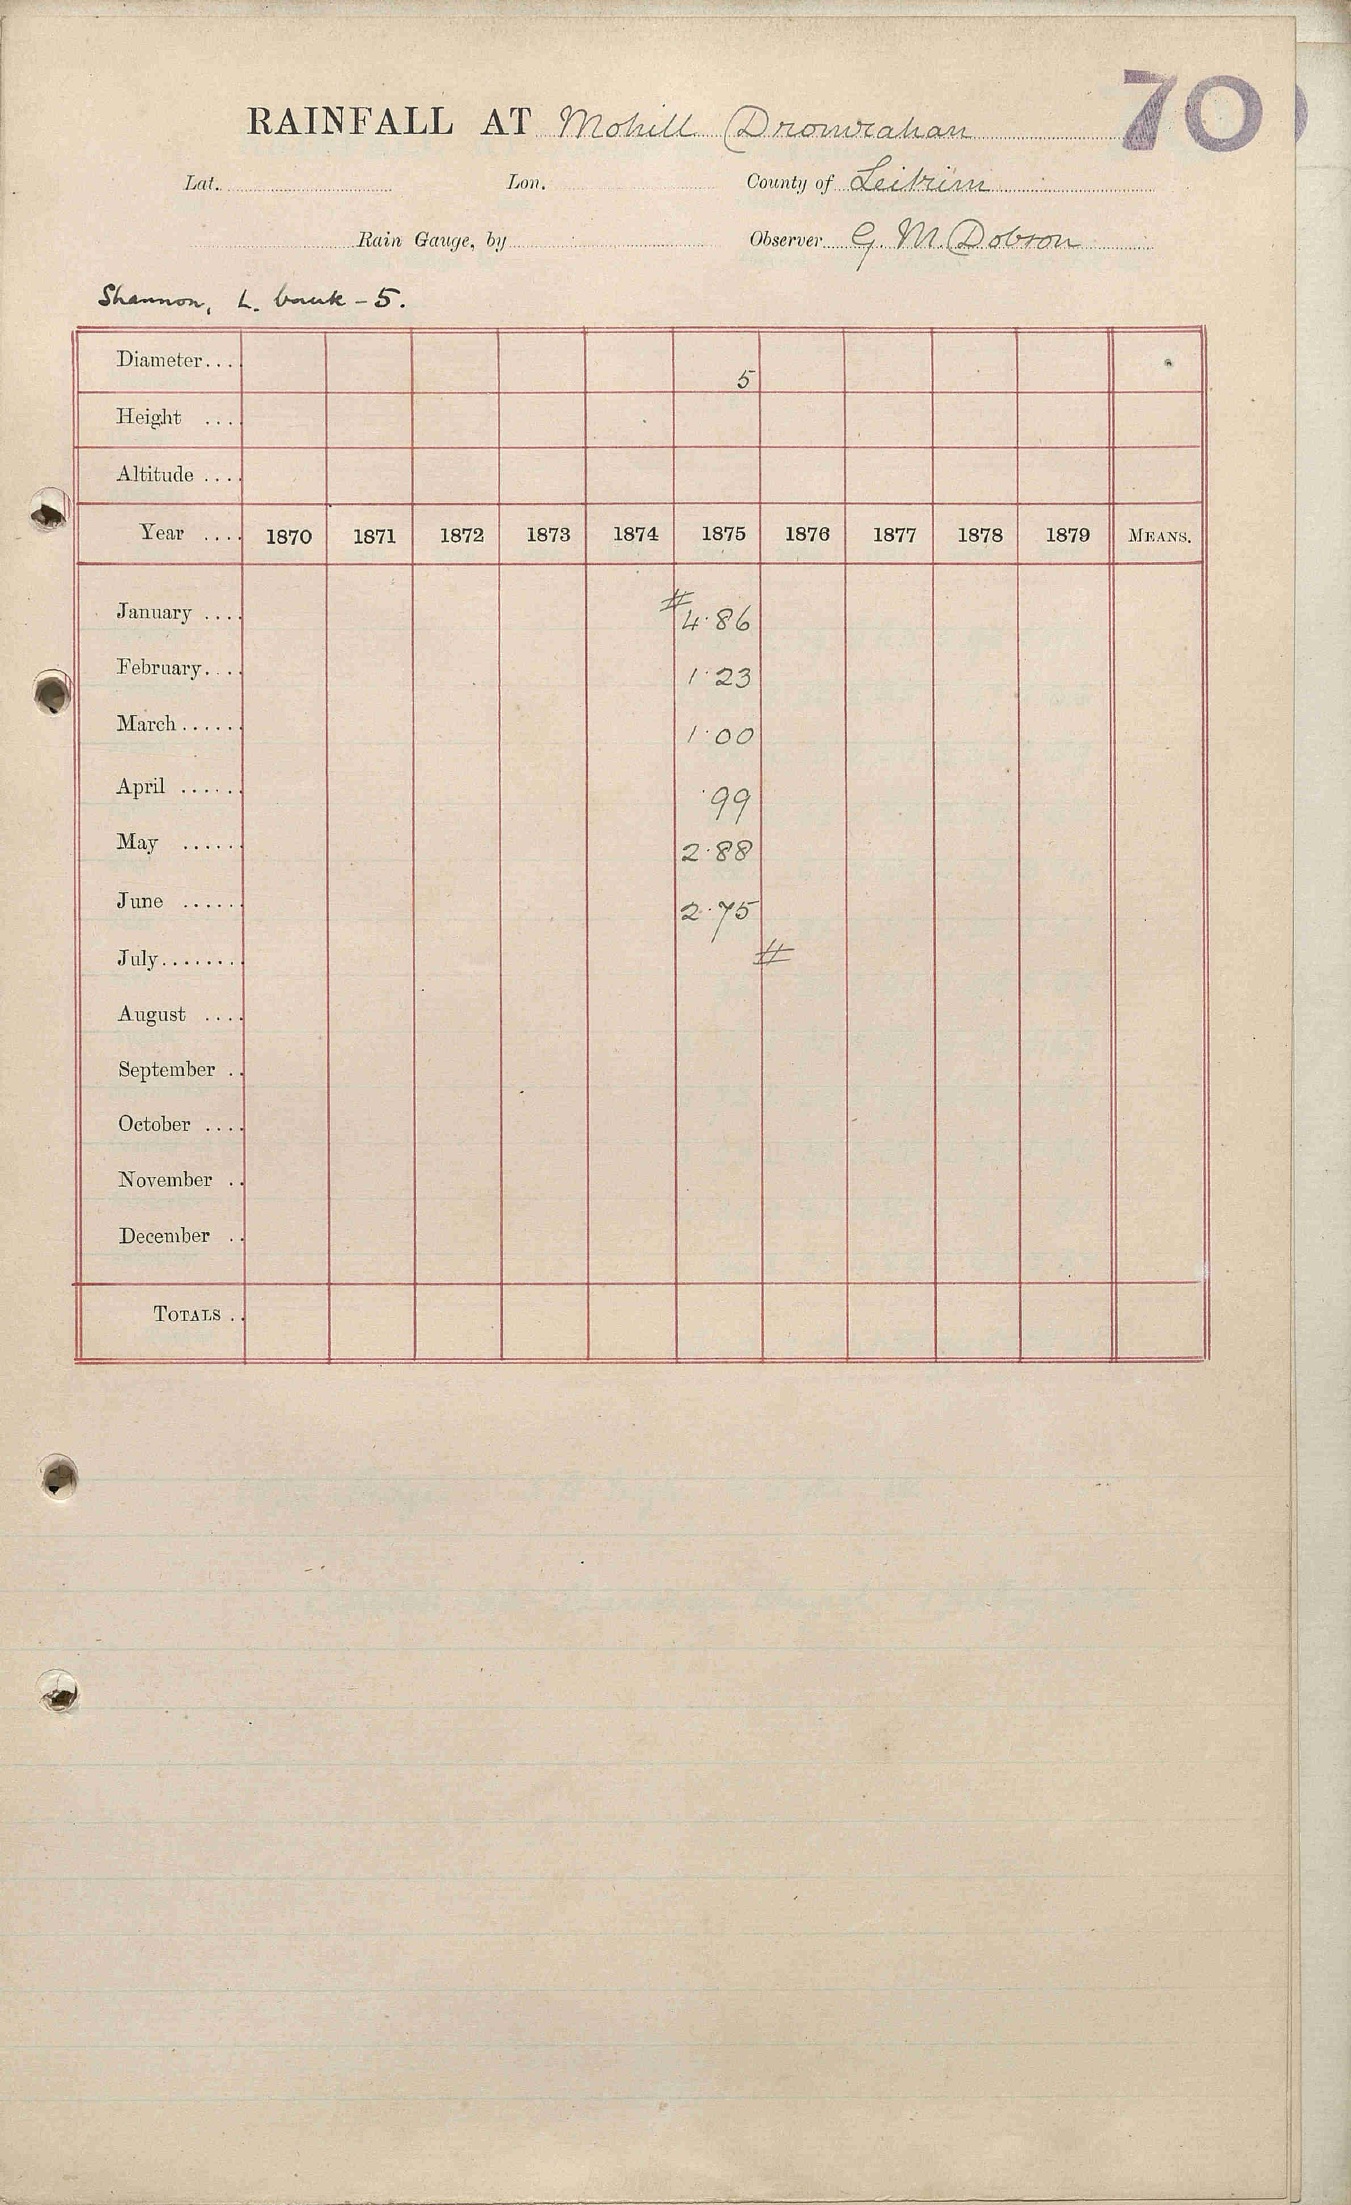 70
RAINFALL AT Mohill Dromrahan
Lat. Lon. County of Leitrim
Rain Gauge, by Observer G. M. Dobson
Shannon, L. bank - 5.
Diameter.... 5
Height ....
Altitude ....
Year .... 1870 1871 1872 1873 1874 1875 1876 1877 1878 1879 MEANS.
January .... # 4·86
February.... 1·23
March...... 1·00
April ...... ·99
May ...... 2·88
June ...... 2·75
July........ #
August ....
September ..
October ....
November ..
December ..
TOTALS ..